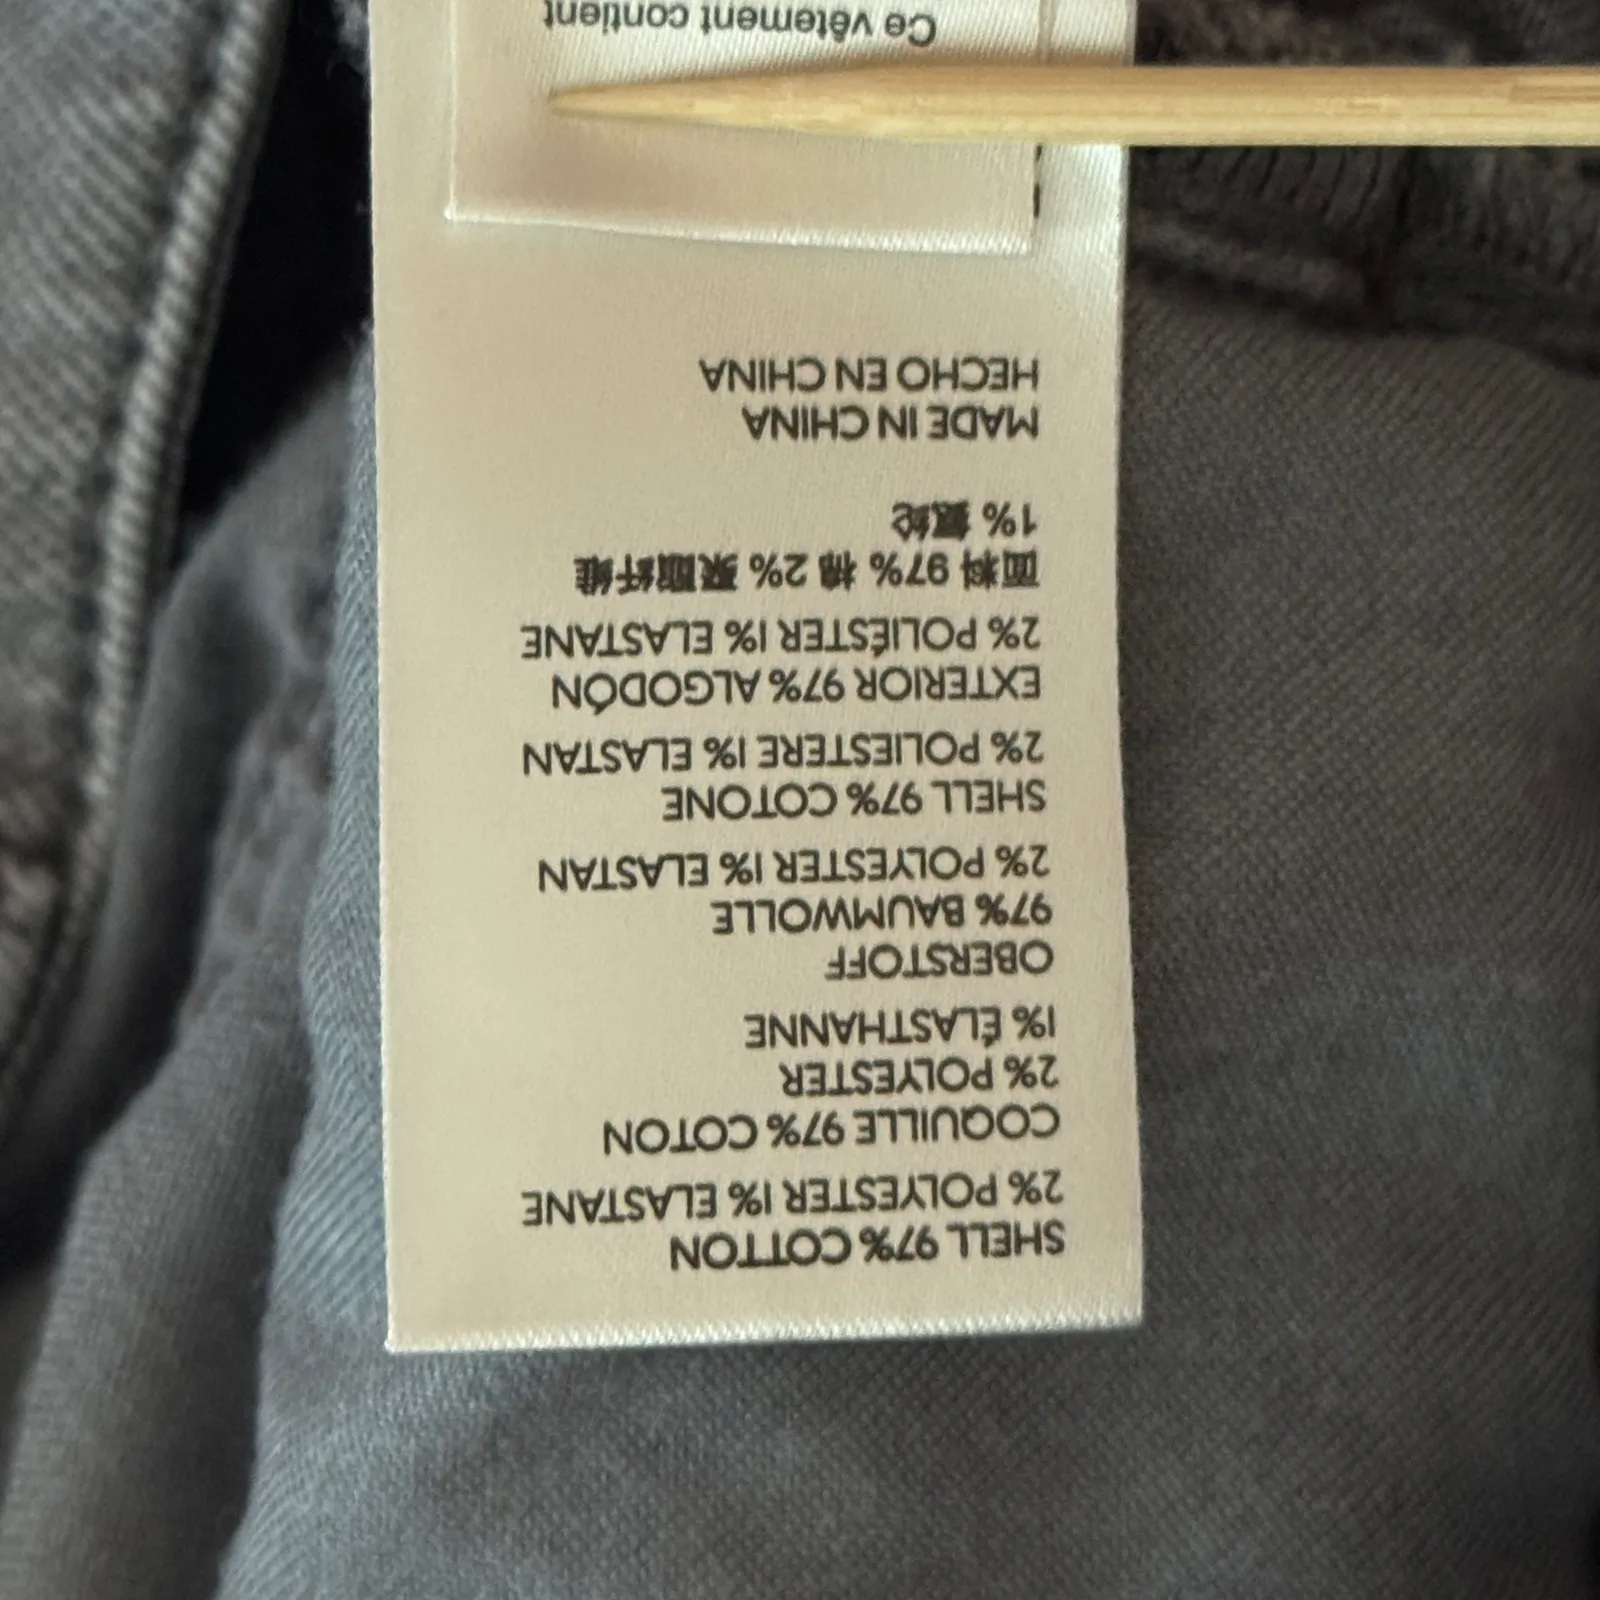 SHELL 97% COTTON
2% POLYESTER 1% ELASTANE
COQUILLE 97% COTON
2% POLYESTER
1% ÉLASTHANNE
OBERSTOFF
97% BAUMWOLLE
2% POLYESTER 1% ELASTAN
SHELL 97% COTONE
2% POLIESTERE 1% ELASTAN
EXTERIOR 97% ALGODÓN
2% POLIÉSTER 1% ELASTANE
面料 97% 棉 2% 聚酯纤维
1% 氨纶
MADE IN CHINA
HECHO EN CHINA
Ce vêtement contient